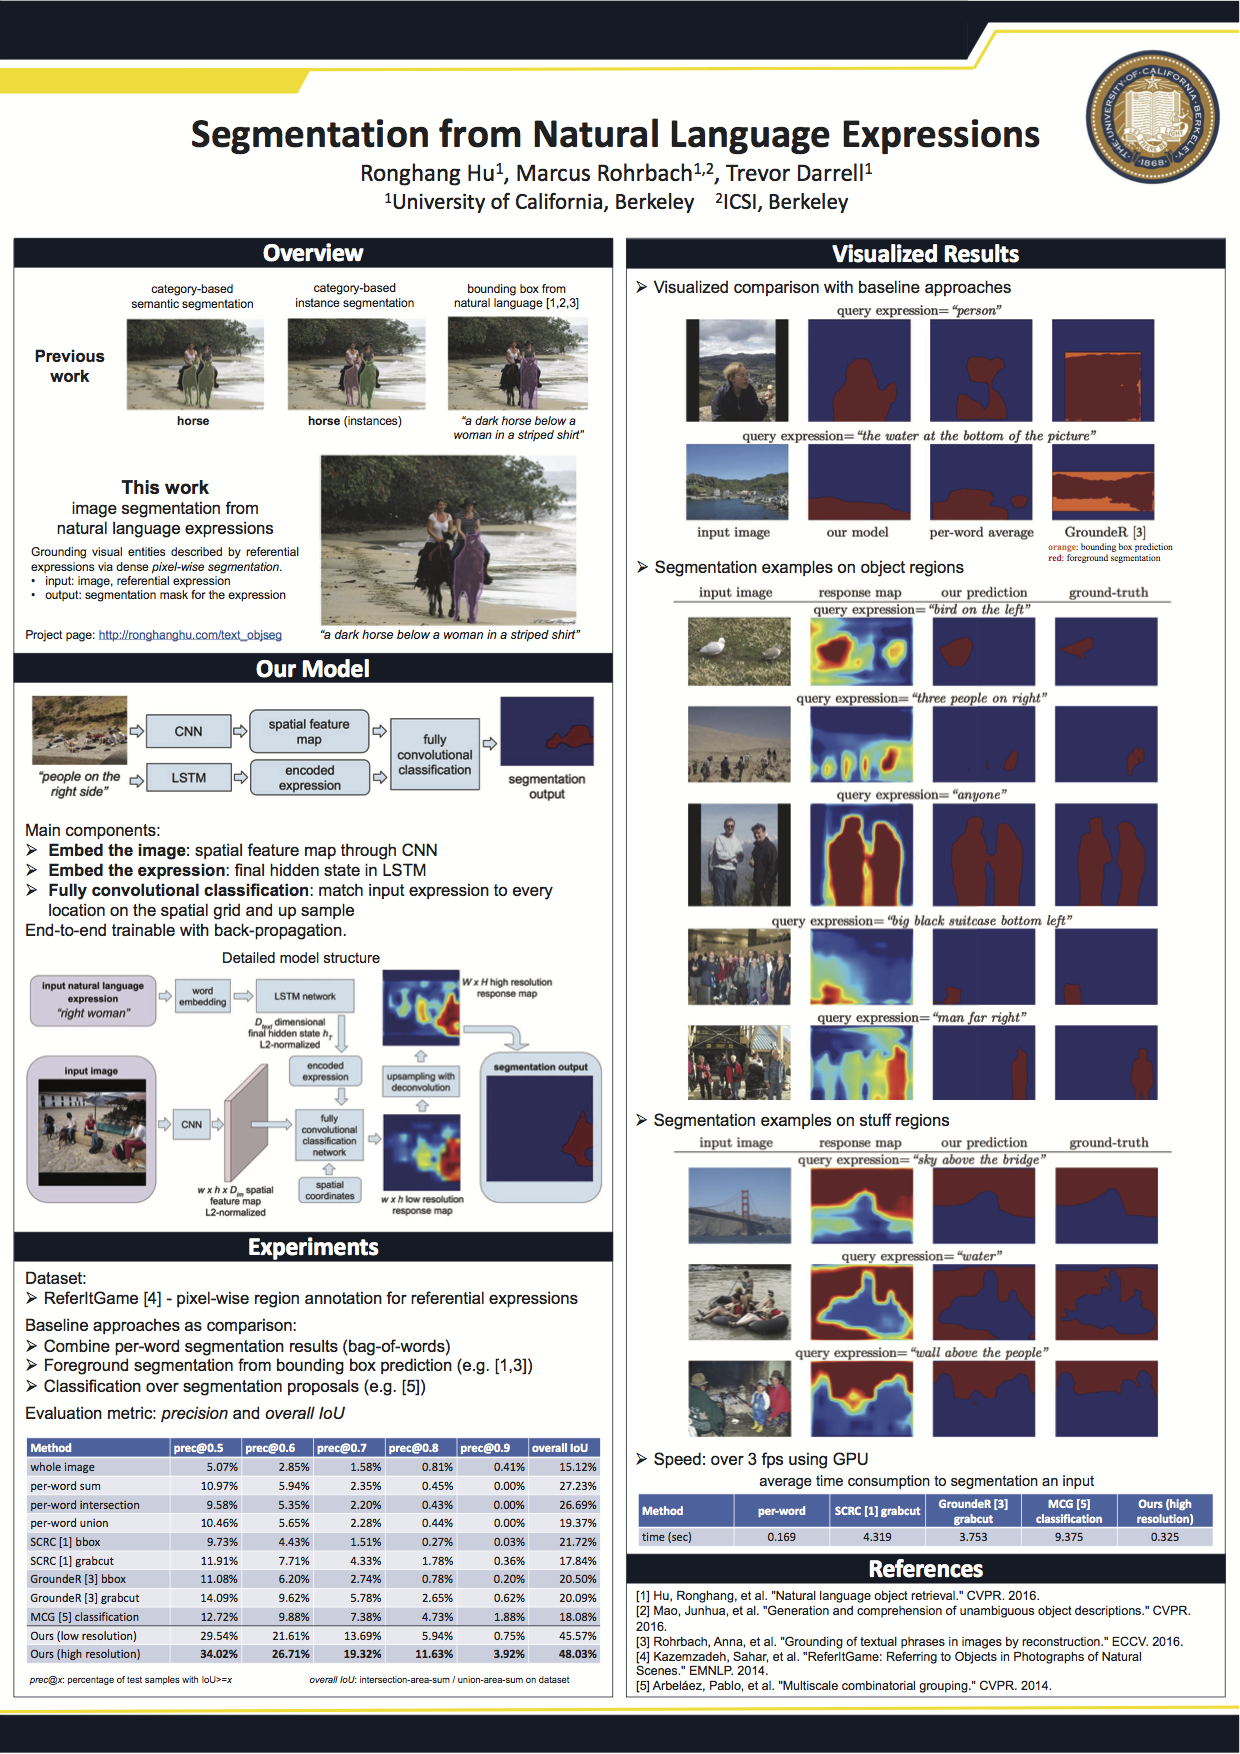 Segmentation from Natural Language Expressions
Ronghang Hu1, Marcus Rohrbach1,2, Trevor Darrell1
1University of California, Berkeley 2ICSI, Berkeley
THE·UNIVERSITY·OF·CALIFORNIA·BERKELEY
·1868·
Overview
category-based
semantic segmentation
category-based
instance segmentation
bounding box from
natural language [1,2,3]
Previous
work
horse
horse (instances)
“a dark horse below a
woman in a striped shirt”
This work
image segmentation from
natural language expressions
Grounding visual entities described by referential
expressions via dense pixel-wise segmentation.
• input: image, referential expression
• output: segmentation mask for the expression
Project page: http://ronghanghu.com/text_objseg
“a dark horse below a woman in a striped shirt”
Our Model
CNN
spatial feature
map
fully
convolutional
classification
“people on the
right side”
LSTM
encoded
expression
segmentation
output
Main components:
➢ Embed the image: spatial feature map through CNN
➢ Embed the expression: final hidden state in LSTM
➢ Fully convolutional classification: match input expression to every
location on the spatial grid and up sample
End-to-end trainable with back-propagation.
Detailed model structure
input natural language
expression
“right woman”
word
embedding
LSTM network
W x H high resolution
response map
Dtext dimensional
final hidden state hT
L2-normalized
input image
encoded
expression
upsampling with
deconvolution
segmentation output
CNN
fully
convolutional
classification
network
spatial
coordinates
w x h x Dim spatial
feature map
L2-normalized
w x h low resolution
response map
Experiments
Dataset:
➢ ReferItGame [4] - pixel-wise region annotation for referential expressions
Baseline approaches as comparison:
➢ Combine per-word segmentation results (bag-of-words)
➢ Foreground segmentation from bounding box prediction (e.g. [1,3])
➢ Classification over segmentation proposals (e.g. [5])
Evaluation metric: precision and overall IoU
Method prec@0.5 prec@0.6 prec@0.7 prec@0.8 prec@0.9 overall IoU
whole image 5.07% 2.85% 1.58% 0.81% 0.41% 15.12%
per-word sum 10.97% 5.94% 2.35% 0.45% 0.00% 27.23%
per-word intersection 9.58% 5.35% 2.20% 0.43% 0.00% 26.69%
per-word union 10.46% 5.65% 2.28% 0.44% 0.00% 19.37%
SCRC [1] bbox 9.73% 4.43% 1.51% 0.27% 0.03% 21.72%
SCRC [1] grabcut 11.91% 7.71% 4.33% 1.78% 0.36% 17.84%
GroundeR [3] bbox 11.08% 6.20% 2.74% 0.78% 0.20% 20.50%
GroundeR [3] grabcut 14.09% 9.62% 5.78% 2.65% 0.62% 20.09%
MCG [5] classification 12.72% 9.88% 7.38% 4.73% 1.88% 18.08%
Ours (low resolution) 29.54% 21.61% 13.69% 5.94% 0.75% 45.57%
Ours (high resolution) 34.02% 26.71% 19.32% 11.63% 3.92% 48.03%
prec@x: percentage of test samples with IoU>=x
overall IoU: intersection-area-sum / union-area-sum on dataset
Visualized Results
➢ Visualized comparison with baseline approaches
query expression=“person”
query expression=“the water at the bottom of the picture”
input image our model per-word average GroundeR [3]
orange: bounding box prediction
red: foreground segmentation
➢ Segmentation examples on object regions
input image response map our prediction ground-truth
query expression=“bird on the left”
query expression=“three people on right”
query expression=“anyone”
query expression=“big black suitcase bottom left”
query expression=“man far right”
➢ Segmentation examples on stuff regions
input image response map our prediction ground-truth
query expression=“sky above the bridge”
query expression=“water”
query expression=“wall above the people”
➢ Speed: over 3 fps using GPU
average time consumption to segmentation an input
Method per-word SCRC [1] grabcut GroundeR [3] grabcut MCG [5] classification Ours (high resolution)
time (sec) 0.169 4.319 3.753 9.375 0.325
References
[1] Hu, Ronghang, et al. "Natural language object retrieval." CVPR. 2016.
[2] Mao, Junhua, et al. "Generation and comprehension of unambiguous object descriptions." CVPR.
2016.
[3] Rohrbach, Anna, et al. "Grounding of textual phrases in images by reconstruction." ECCV. 2016.
[4] Kazemzadeh, Sahar, et al. "ReferItGame: Referring to Objects in Photographs of Natural
Scenes." EMNLP. 2014.
[5] Arbeláez, Pablo, et al. "Multiscale combinatorial grouping." CVPR. 2014.